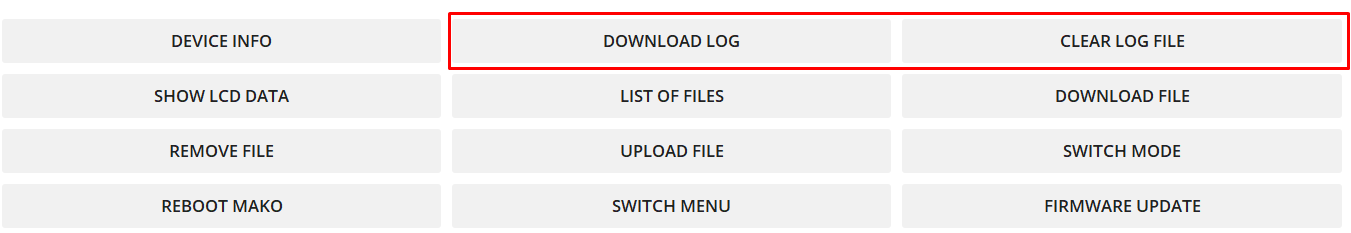 DEVICE INFO
DOWNLOAD LOG
CLEAR LOG FILE
SHOW LCD DATA
LIST OF FILES
DOWNLOAD FILE
REMOVE FILE
UPLOAD FILE
SWITCH MODE
REBOOT MAKO
SWITCH MENU
FIRMWARE UPDATE